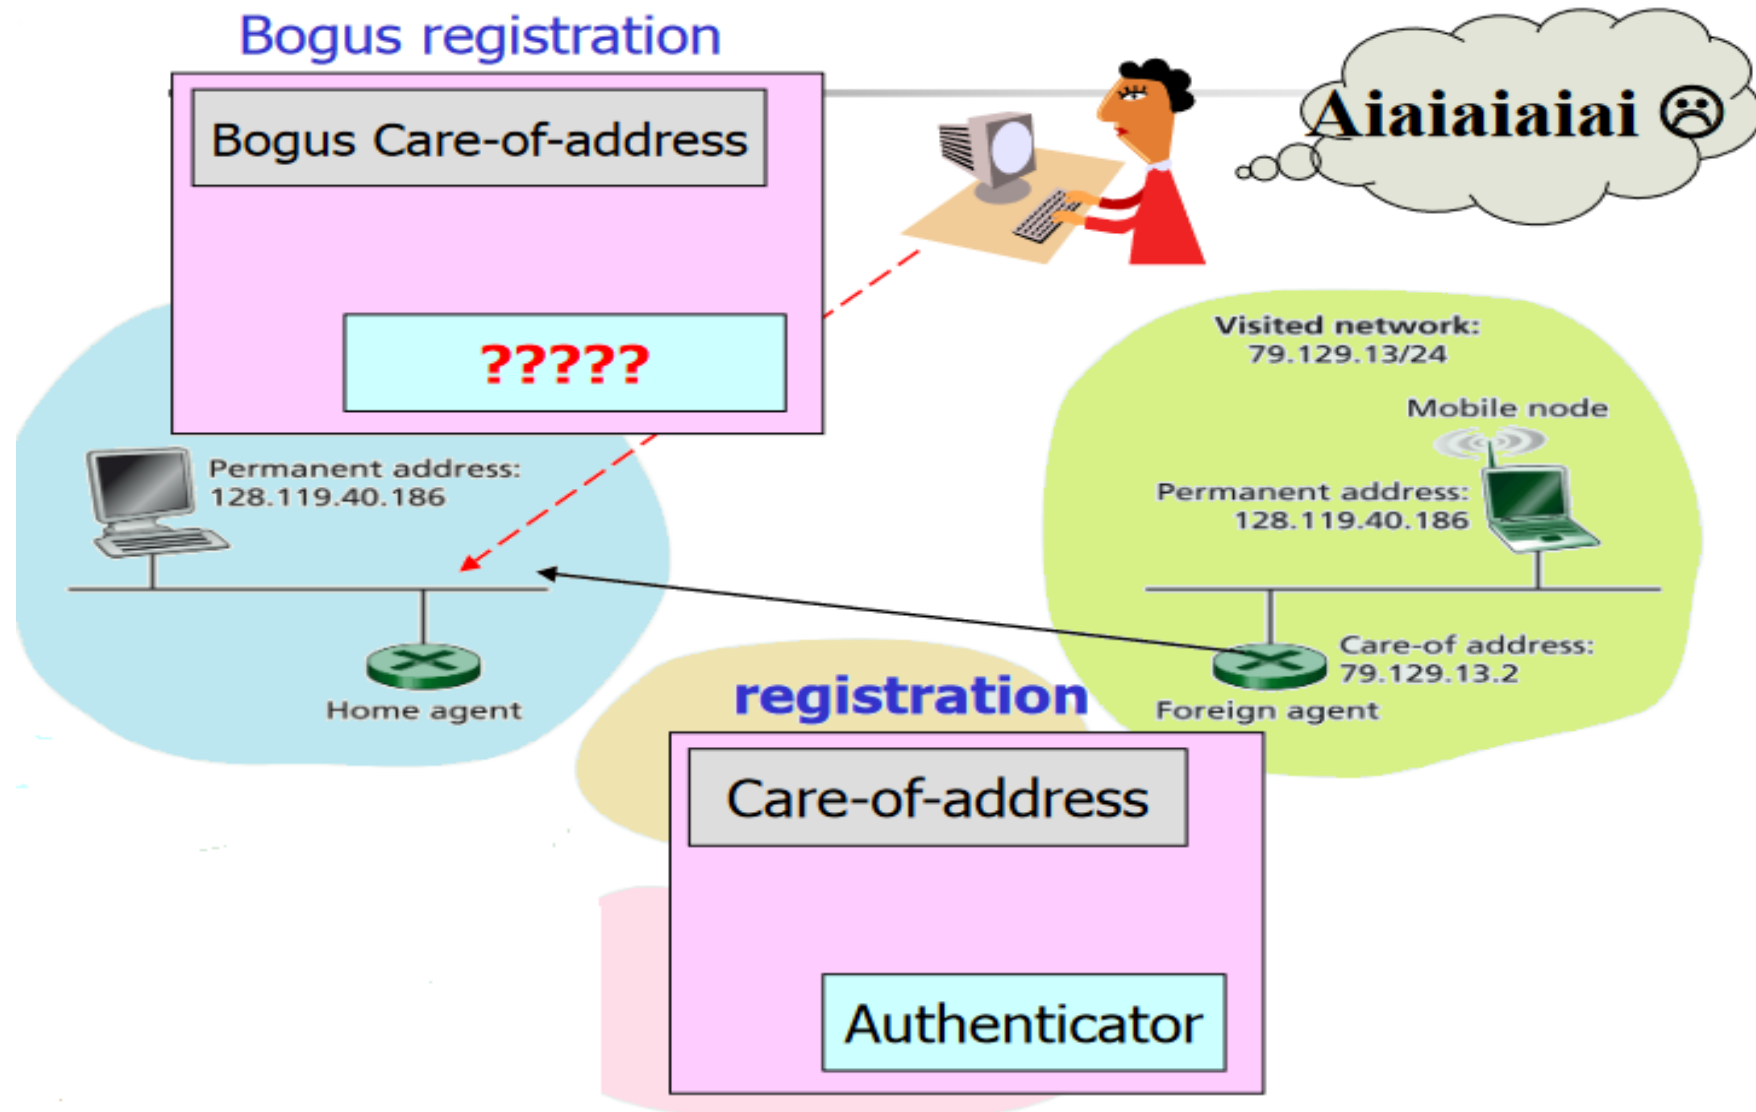 Bogus registration
Bogus Care-of-address
Aiaiaiaiai ☹
?????
Visited network:
79.129.13/24
Mobile node
Permanent address:
128.119.40.186
Permanent address:
128.119.40.186
Care-of address:
79.129.13.2
Home agent
registration
Foreign agent
Care-of-address
Authenticator